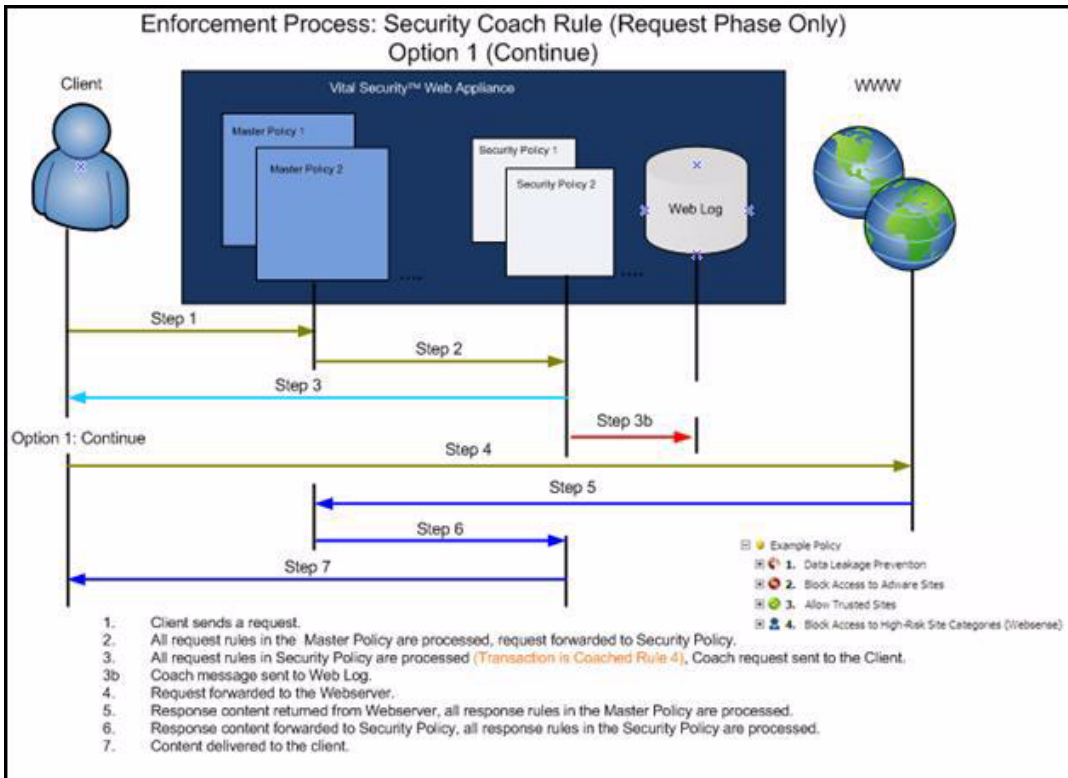 Enforcement Process: Security Coach Rule (Request Phase Only)
Option 1 (Continue)
Client
Vital Security™ Web Appliance
WWW
Master Policy 1
Master Policy 2
....
Security Policy 1
Security Policy 2
....
Web Log
Step 1
Step 2
Step 3
Step 3b
Option 1: Continue
Step 4
Step 5
Step 6
Step 7
Example Policy
1. Data Leakage Prevention
2. Block Access to Adware Sites
3. Allow Trusted Sites
4. Block Access to High-Risk Site Categories (Websense)
1. Client sends a request.
2. All request rules in the Master Policy are processed, request forwarded to Security Policy.
3. All request rules in Security Policy are processed (Transaction is Coached Rule 4), Coach request sent to the Client.
3b Coach message sent to Web Log.
4. Request forwarded to the Webserver.
5. Response content returned from Webserver, all response rules in the Master Policy are processed.
6. Response content forwarded to Security Policy, all response rules in the Security Policy are processed.
7. Content delivered to the client.